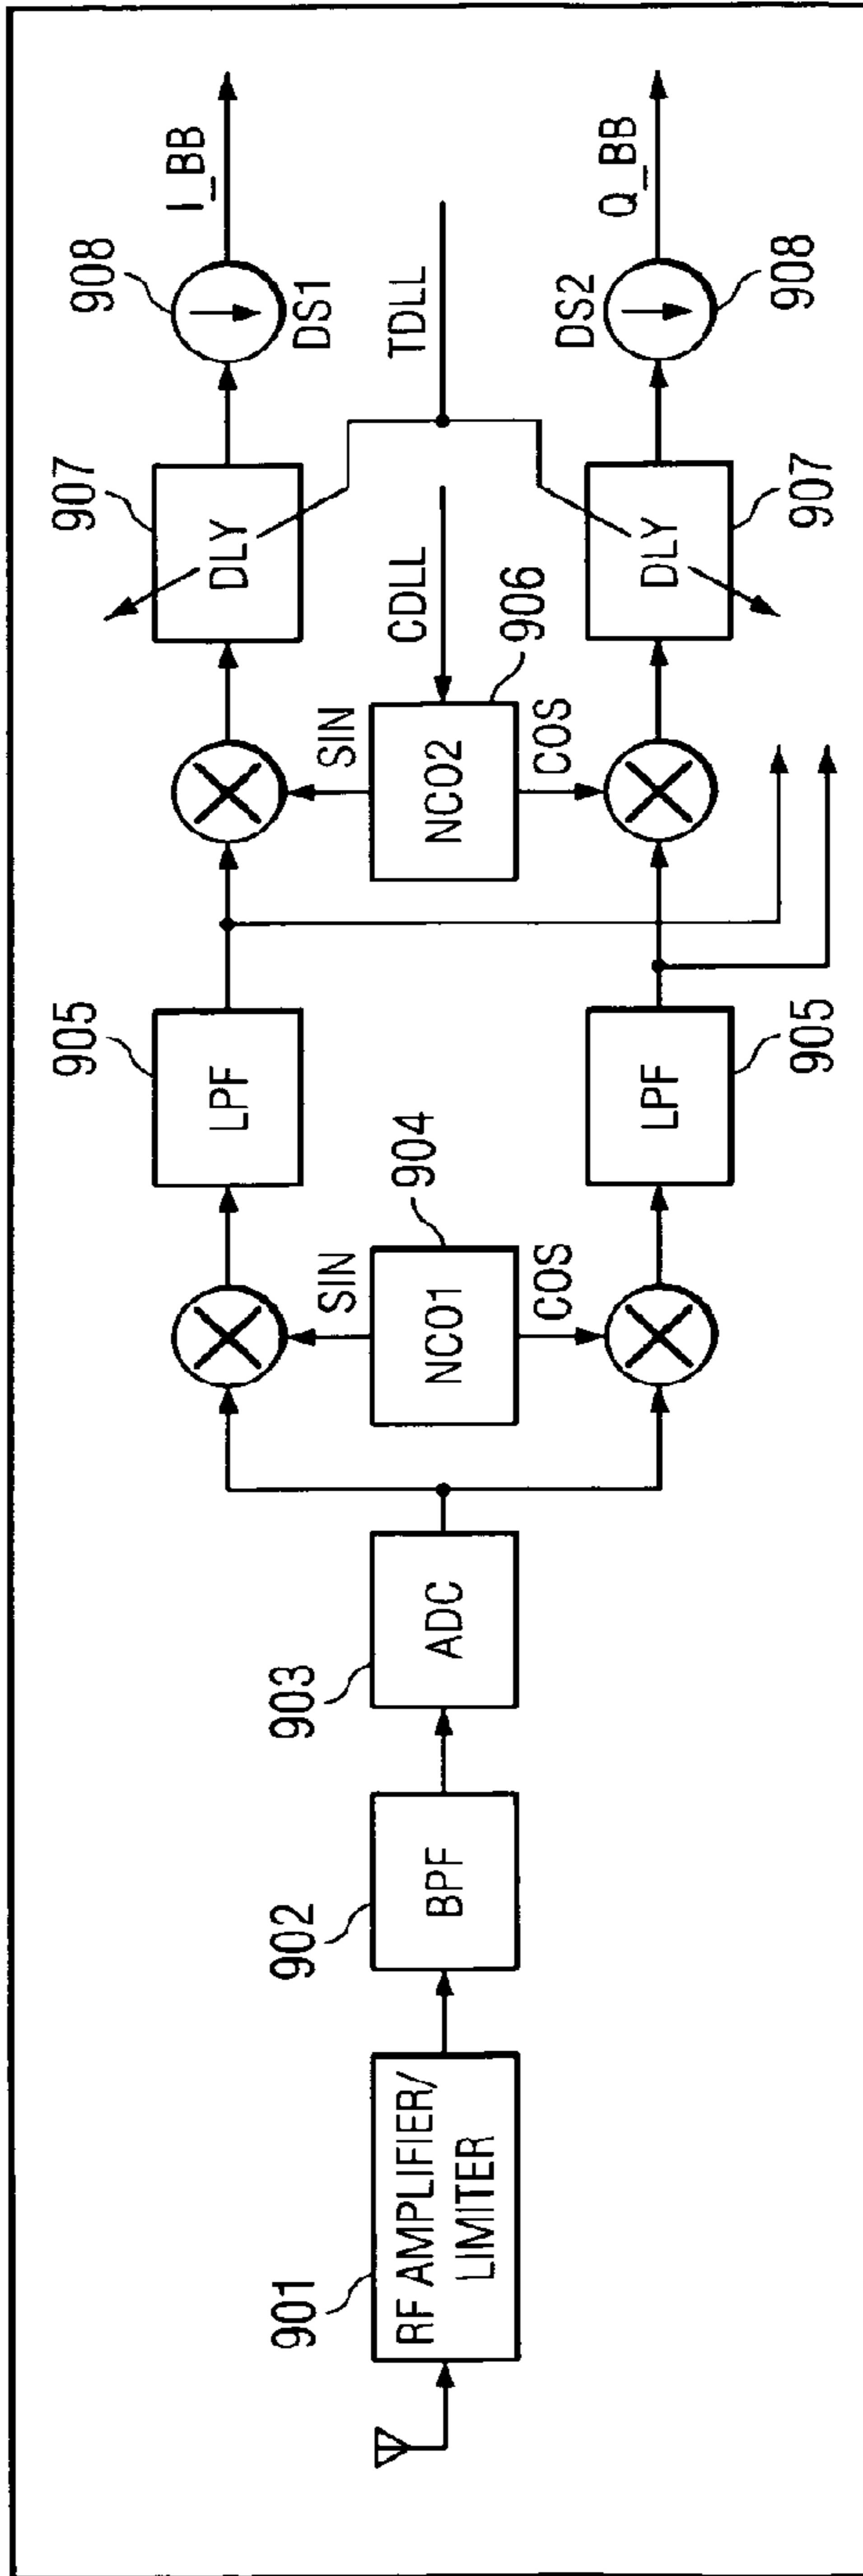 901
RF AMPLIFIER/
LIMITER
902
BPF
903
ADC
SIN
904
NCO1
COS
905
LPF
LPF
905
SIN
CDLL
NCO2
906
COS
907
DLY
TDLL
DLY
907
908
DS1
I_BB
DS2
908
Q_BB